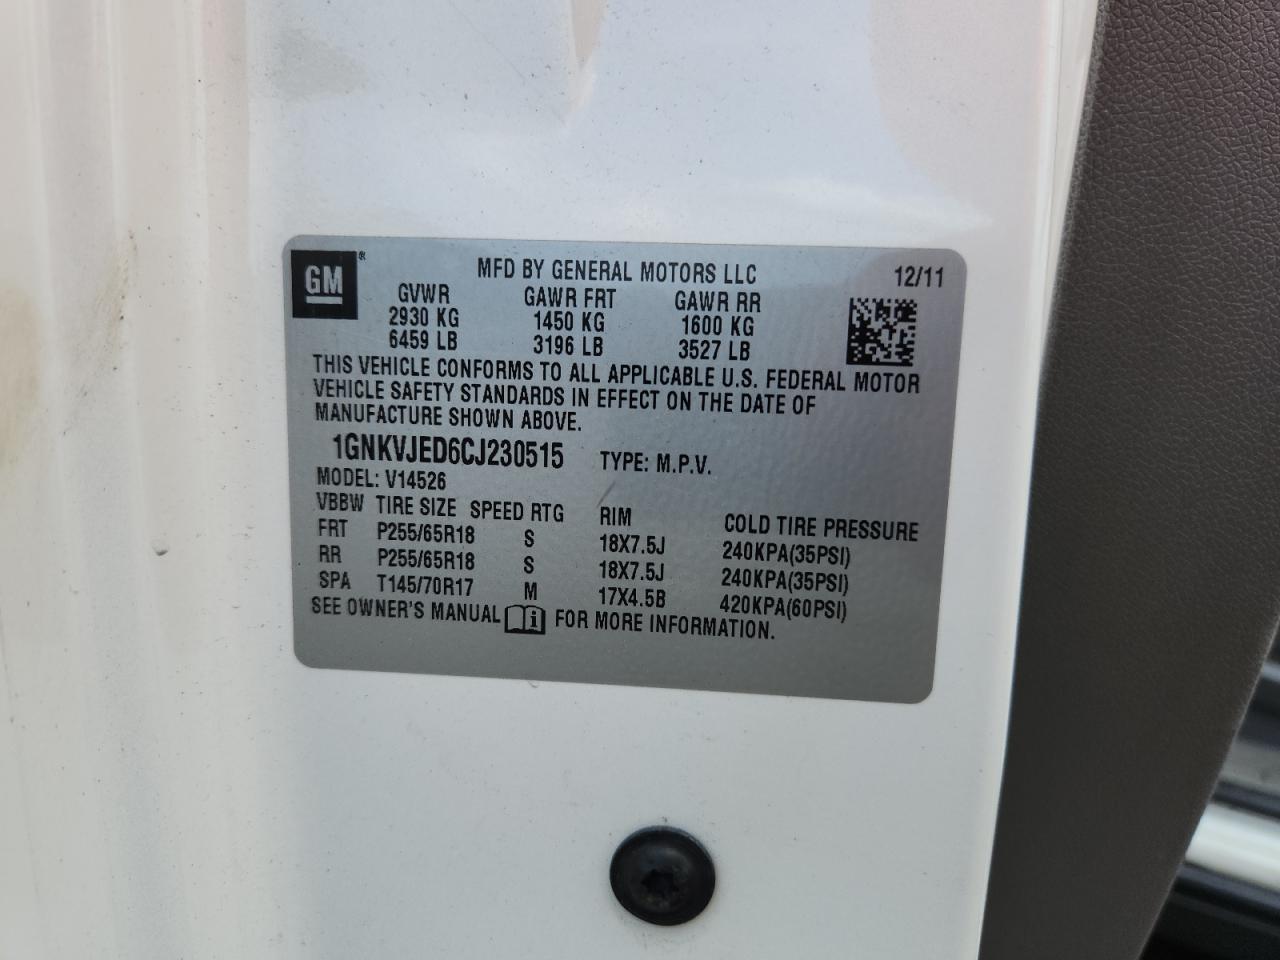 GM ®
MFD BY GENERAL MOTORS LLC 12/11
GVWR GAWR FRT GAWR RR
2930 KG 1450 KG 1600 KG
6459 LB 3196 LB 3527 LB
THIS VEHICLE CONFORMS TO ALL APPLICABLE U.S. FEDERAL MOTOR
VEHICLE SAFETY STANDARDS IN EFFECT ON THE DATE OF
MANUFACTURE SHOWN ABOVE.
1GNKVJED6CJ230515 TYPE: M.P.V.
MODEL: V14526
VBBW TIRE SIZE SPEED RTG RIM COLD TIRE PRESSURE
FRT P255/65R18 S 18X7.5J 240KPA(35PSI)
RR P255/65R18 S 18X7.5J 240KPA(35PSI)
SPA T145/70R17 M 17X4.5B 420KPA(60PSI)
SEE OWNER'S MANUAL i FOR MORE INFORMATION.